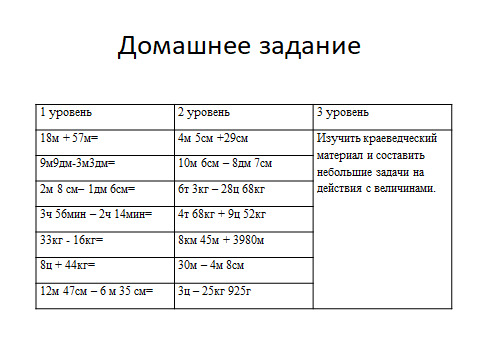 Домашнее задание
1 уровень 2 уровень 3 уровень
18м + 57м= 4м 5см +29см Изучить краеведческий
материал и составить
9м9дм-3м3дм= 10м 6см – 8дм 7см небольшие задачи на
2м 8 см– 1дм 6см= 6т 3кг – 28ц 68кг действия с величинами.
3ч 56мин – 2ч 14мин= 4т 68кг + 9ц 52кг
33кг - 16кг= 8км 45м + 3980м
8ц + 44кг= 30м – 4м 8см
12м 47см – 6 м 35 см= 3ц – 25кг 925г